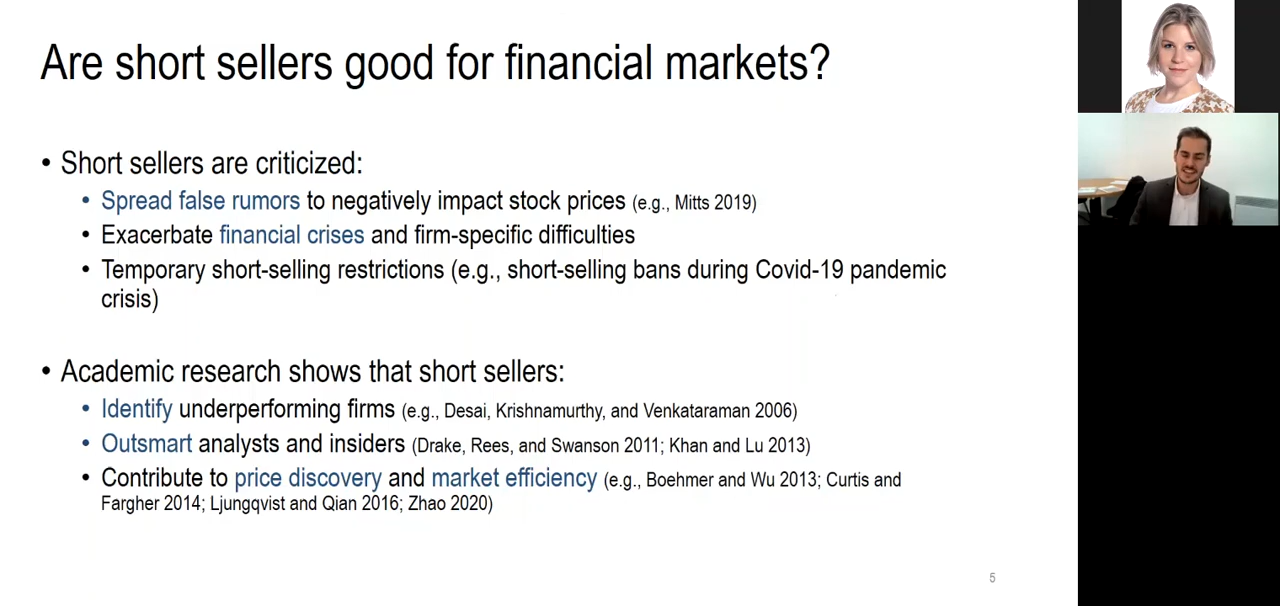 Are short sellers good for financial markets?
• Short sellers are criticized:
• Spread false rumors to negatively impact stock prices (e.g., Mitts 2019)
• Exacerbate financial crises and firm-specific difficulties
• Temporary short-selling restrictions (e.g., short-selling bans during Covid-19 pandemic
crisis)
• Academic research shows that short sellers:
• Identify underperforming firms (e.g., Desai, Krishnamurthy, and Venkataraman 2006)
• Outsmart analysts and insiders (Drake, Rees, and Swanson 2011; Khan and Lu 2013)
• Contribute to price discovery and market efficiency (e.g., Boehmer and Wu 2013; Curtis and
Fargher 2014; Ljungqvist and Qian 2016; Zhao 2020)
5